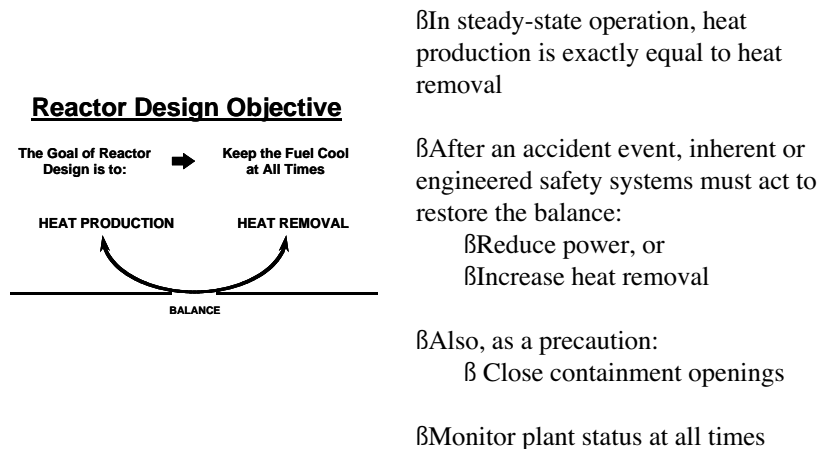 Reactor Design Objective
The Goal of Reactor
Design is to:
Keep the Fuel Cool
at All Times
HEAT PRODUCTION
HEAT REMOVAL
BALANCE
ßIn steady-state operation, heat
production is exactly equal to heat
removal
ßAfter an accident event, inherent or
engineered safety systems must act to
restore the balance:
ßReduce power, or
ßIncrease heat removal
ßAlso, as a precaution:
ß Close containment openings
ßMonitor plant status at all times